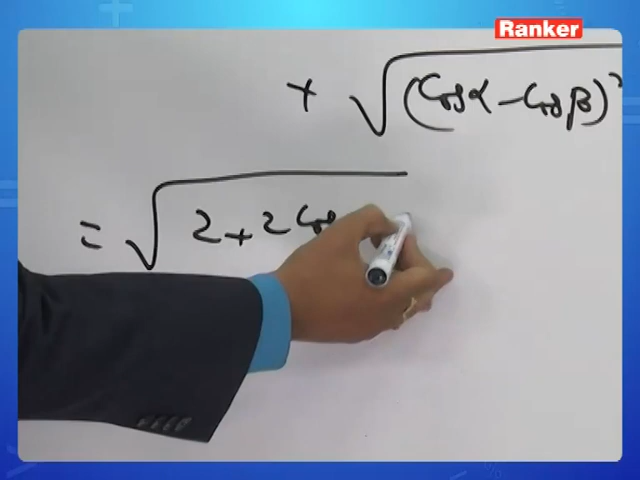 Ranker
+ √(Cosα - Cosβ)²
= √2 + 2 Cos